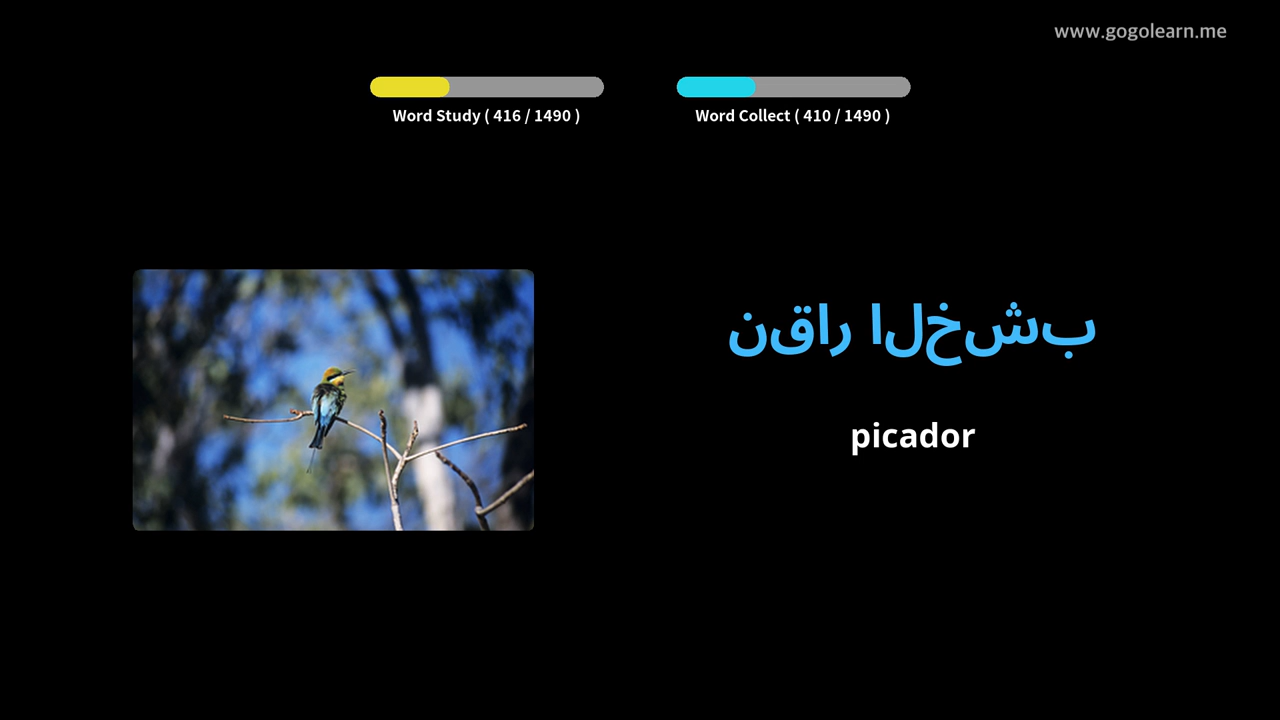 www.gogolearn.me
Word Study ( 416 / 1490 )
Word Collect ( 410 / 1490 )
نقار الخشب
picador